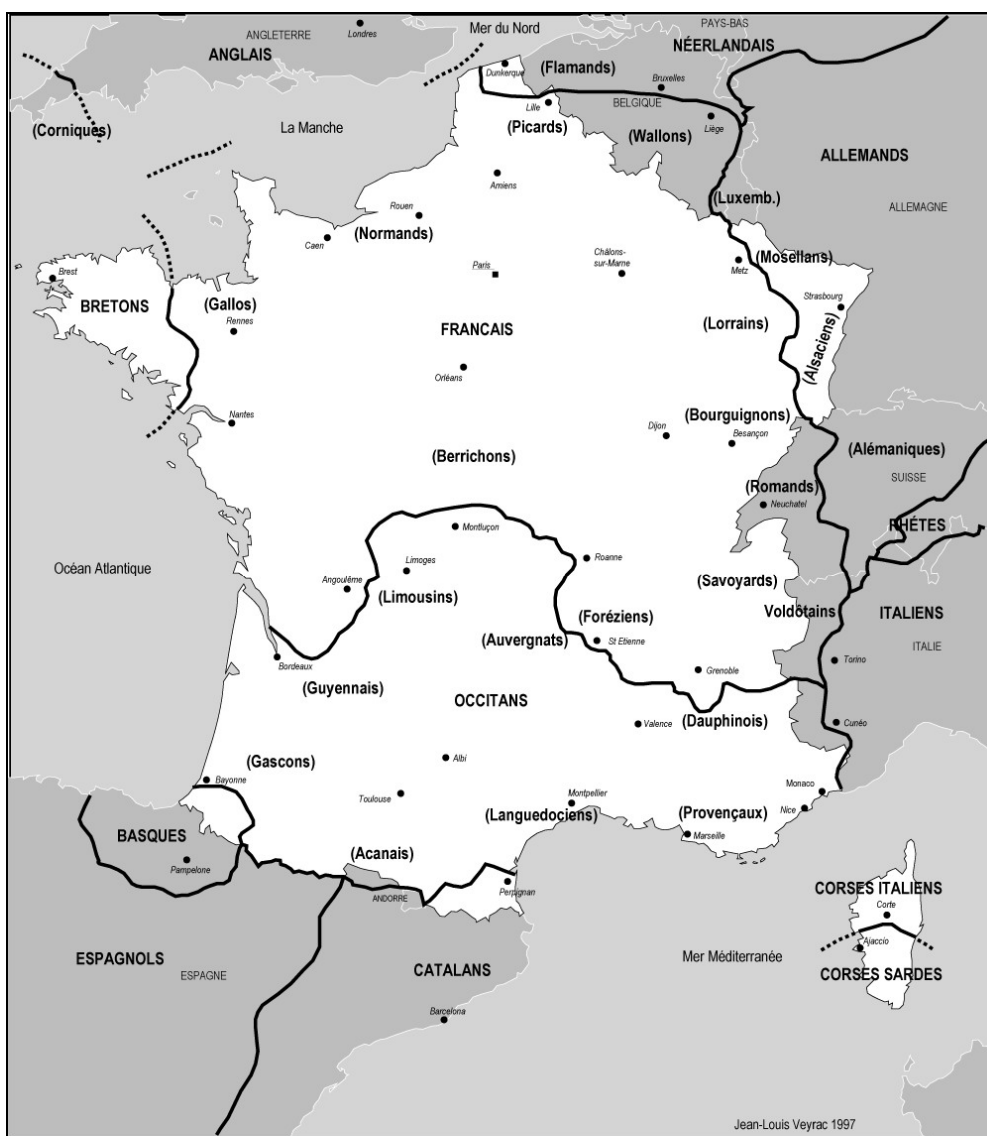 Londres
ANGLETERRE
ANGLAIS
Mer du Nord
PAYS-BAS
NÉERLANDAIS
Dunkerque
(Flamands)
Bruxelles
BELGIQUE
Lille
(Picards)
(Wallons)
Liège
(Corniques)
La Manche
ALLEMANDS
Amiens
(Luxemb.)
ALLEMAGNE
Rouen
(Normands)
Caen
Châlons-
sur-Marne
(Mosellans)
Metz
Paris
Brest
BRETONS
(Gallos)
Rennes
Strasbourg
FRANCAIS
(Lorrains)
(Alsaciens)
Orléans
Nantes
(Bourguignons)
Dijon
Besançon
(Berrichons)
(Alémaniques)
SUISSE
(Romands)
Neuchatel
RHÉTES
Montluçon
Océan Atlantique
Limoges
Roanne
Angoulême
(Limousins)
(Savoyards)
Voldôtains
ITALIENS
(Foréziens)
(Auvergnats)
St Etienne
ITALIE
Bordeaux
Torino
Grenoble
(Guyennais)
OCCITANS
(Dauphinois)
Valence
Cunéo
(Gascons)
Albi
Bayonne
Toulouse
Montpellier
Monaco
(Languedociens)
(Provençaux)
Nice
Marseille
BASQUES
Pampelone
(Acanais)
Perpignan
ANDORRE
CORSES ITALIENS
Corte
Ajaccio
ESPAGNOLS
ESPAGNE
CATALANS
Mer Méditerranée
CORSES SARDES
Barcelona
Jean-Louis Veyrac 1997